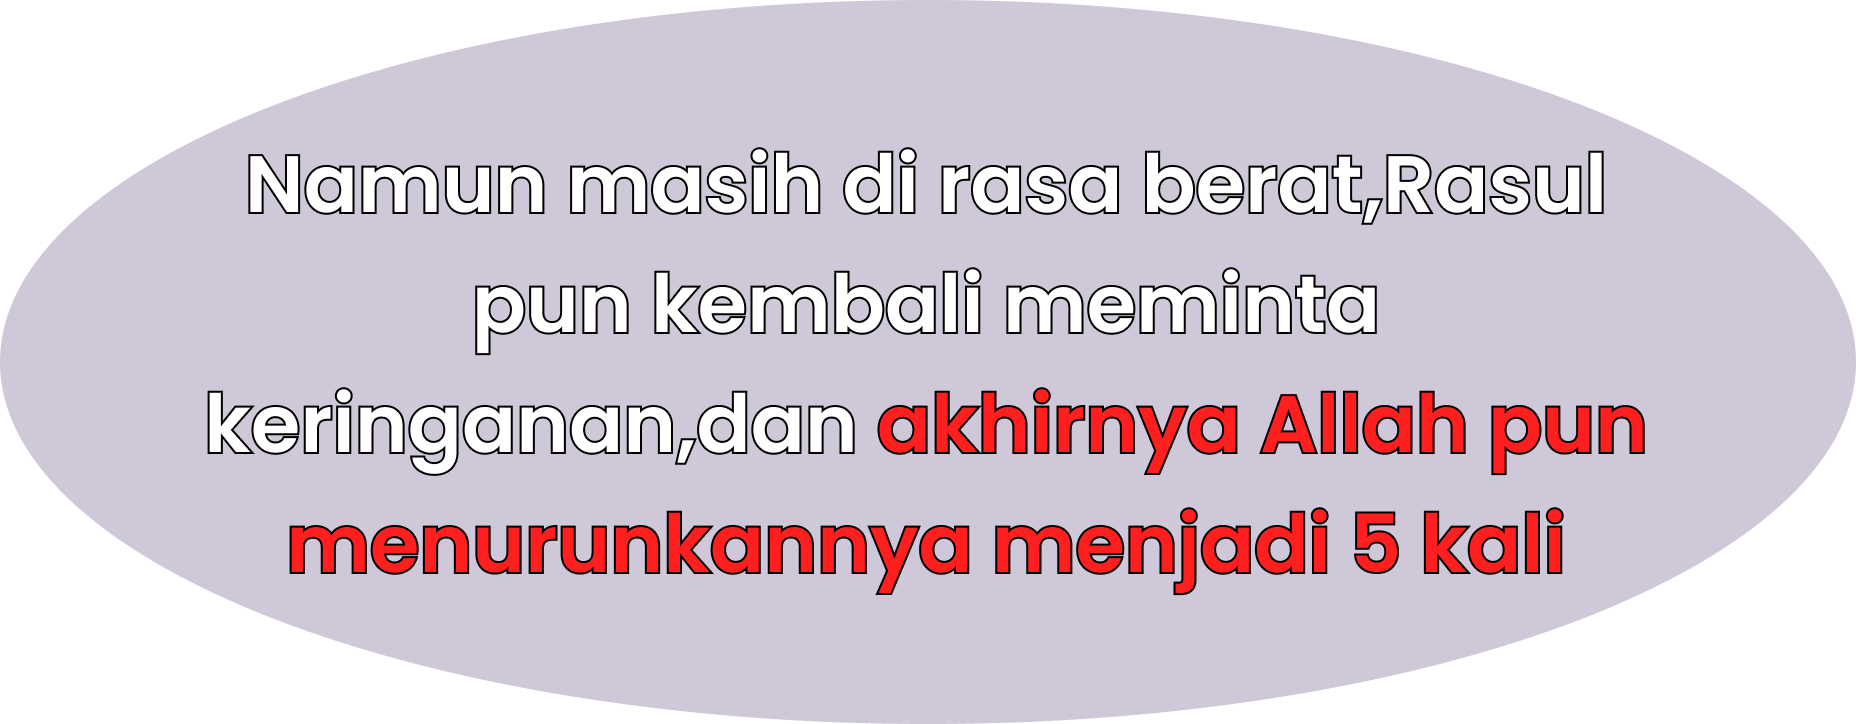 Namun masih di rasa berat,Rasul
pun kembali meminta
keringanan,dan akhirnya Allah pun
menurunkannya menjadi 5 kali